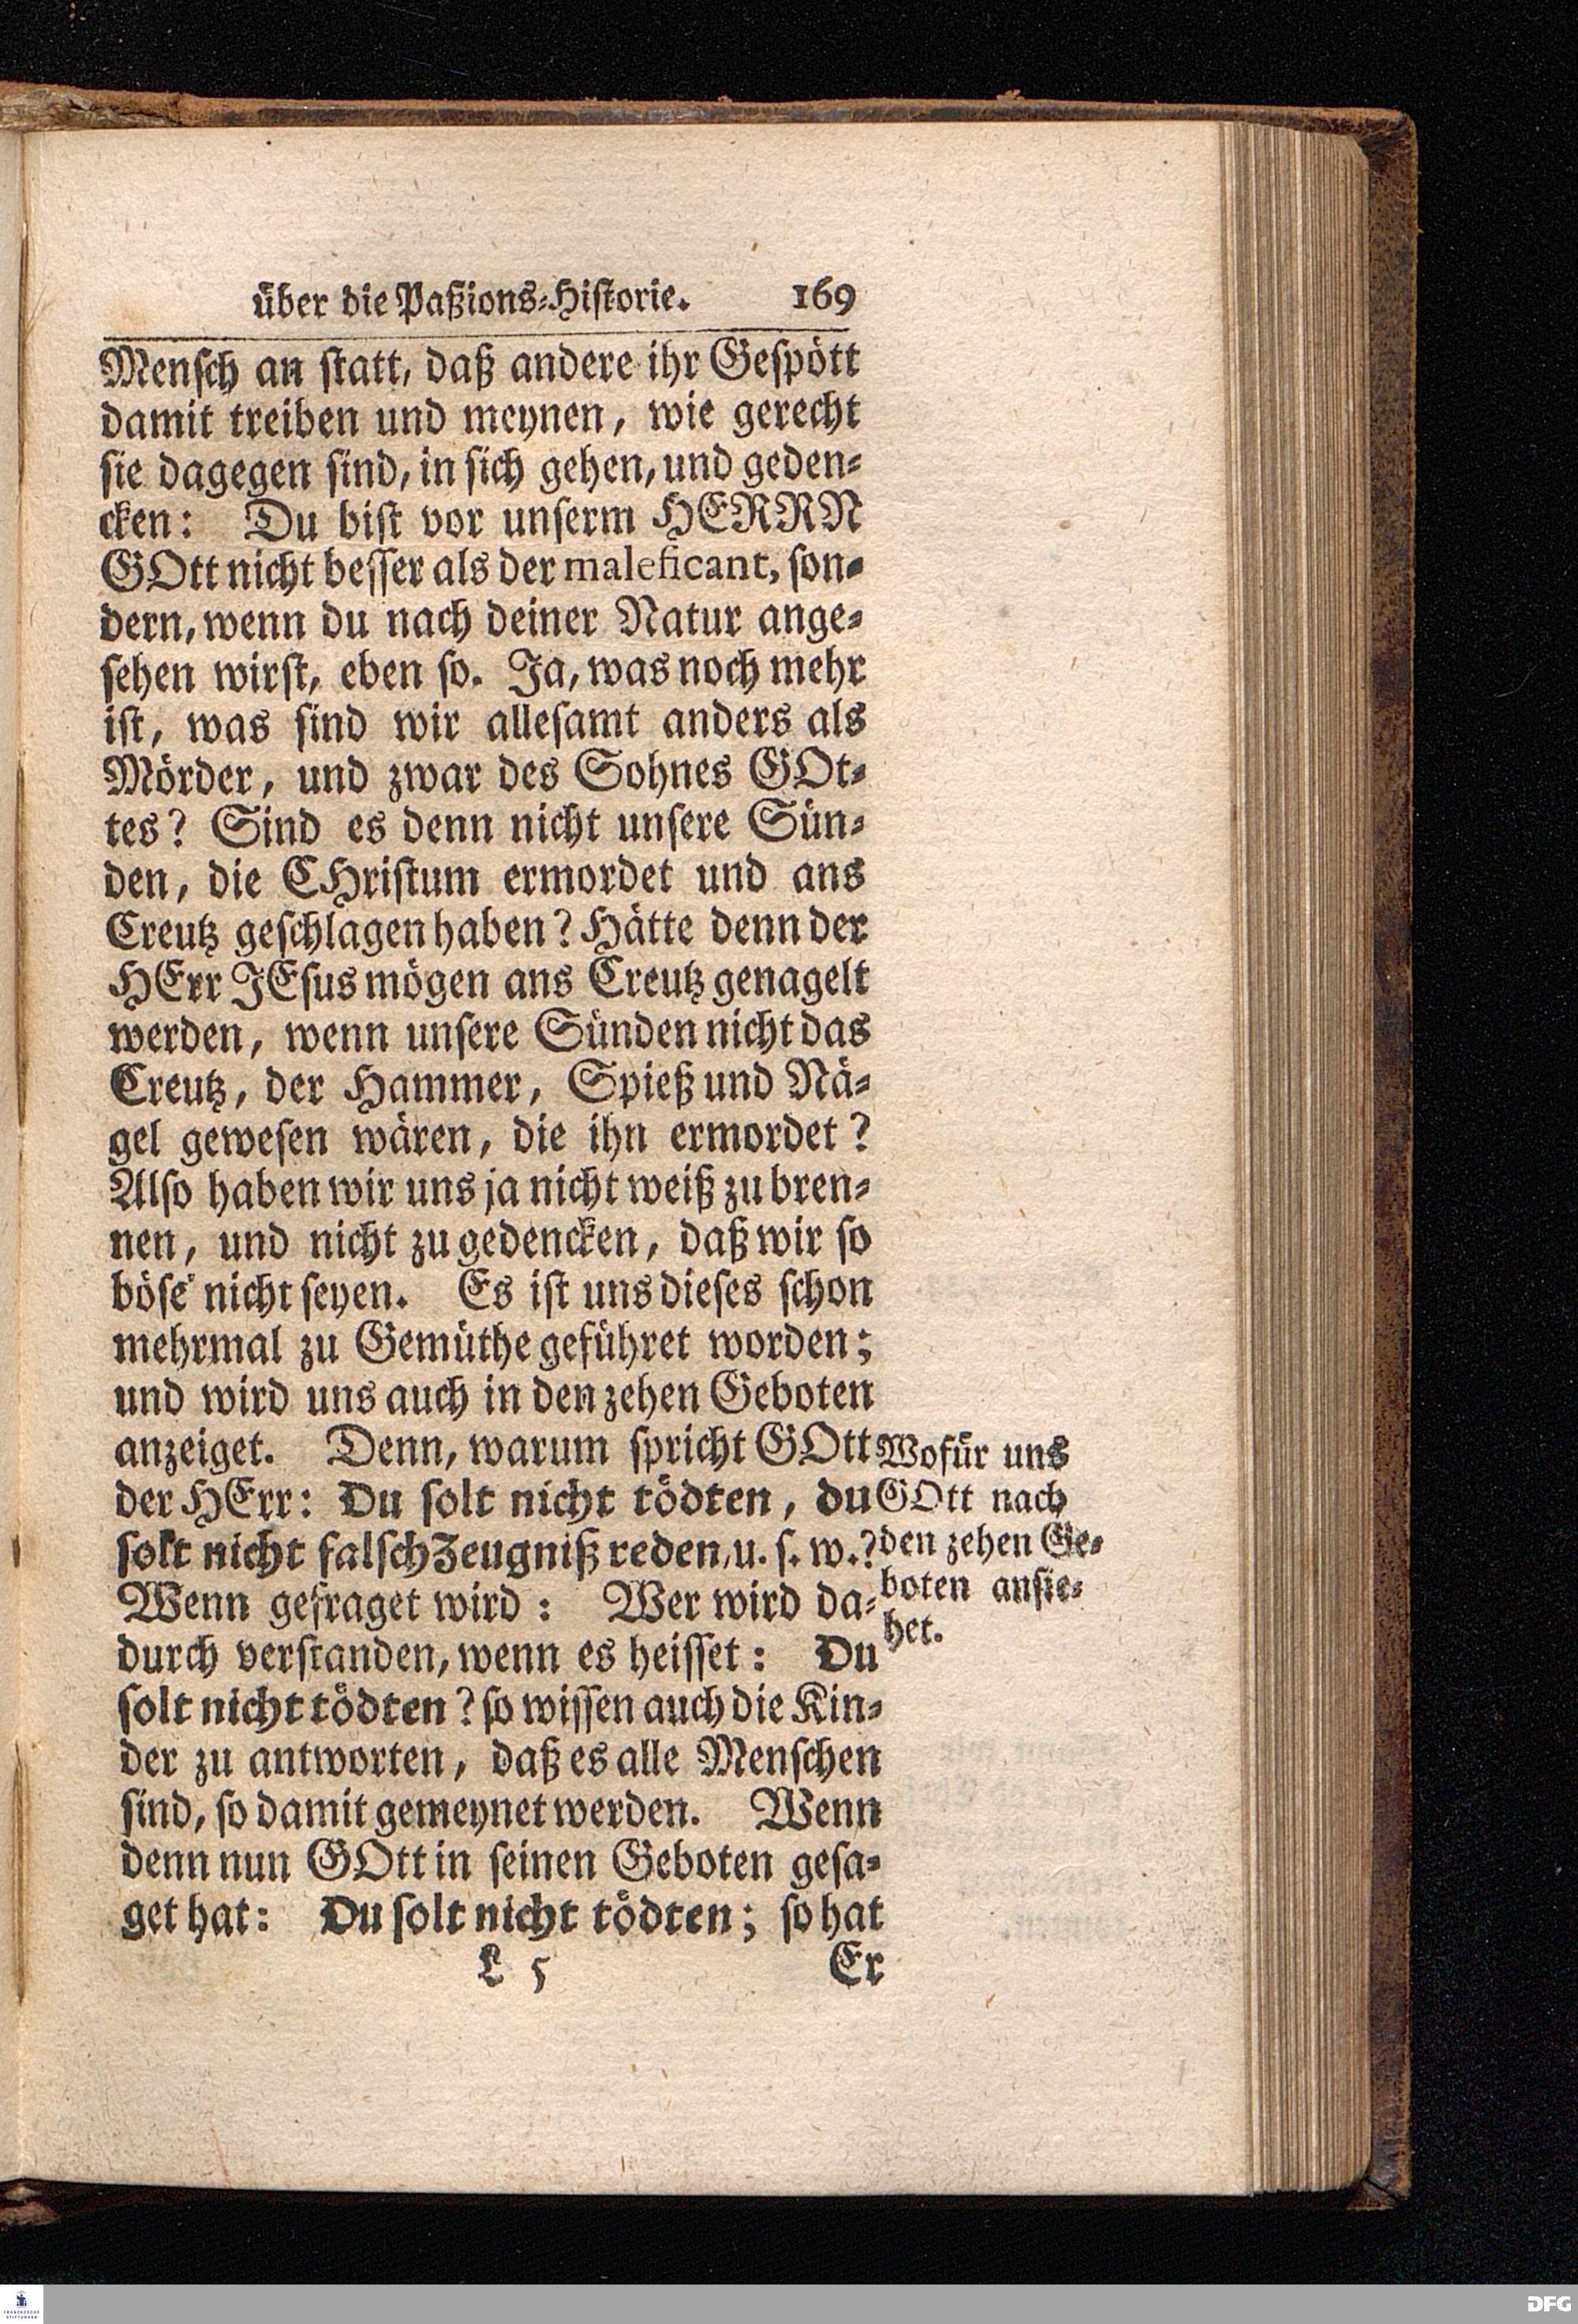 über die Paßions-Historie. 169
Mensch an statt, daß andere ihr Gespött
damit treiben und meynen, wie gerecht
sie dagegen sind, in sich gehen, und geden-
cken: Du bist vor unserm HERRN
GOtt nicht besser als der maleficant, son-
dern, wenn du nach deiner Natur ange-
sehen wirst, eben so. Ja, was noch mehr
ist, was sind wir allesamt anders als
Mörder, und zwar des Sohnes GOt-
tes? Sind es denn nicht unsere Sün-
den, die CHristum ermordet und ans
Creutz geschlagen haben? Hätte denn der
HErr JEsus mögen ans Creutz genagelt
werden, wenn unsere Sünden nicht das
Creutz, der Hammer, Spieß und Nä-
gel gewesen wären, die ihn ermordet?
Also haben wir uns ja nicht weiß zu bren-
nen, und nicht zu gedencken, daß wir so
böse nicht seyen. Es ist uns dieses schon
mehrmal zu Gemüthe geführet worden;
und wird uns auch in den zehen Geboten
anzeiget. Denn, warum spricht GOtt
der HErr: Du solt nicht tödten, du
solt nicht falsch Zeugniß reden, u. s. w.?
Wenn gefraget wird: Wer wird da-
durch verstanden, wenn es heisset: Du
solt nicht tödten? so wissen auch die Kin-
der zu antworten, daß es alle Menschen
sind, so damit gemeynet werden. Wenn
denn nun GOtt in seinen Geboten gesa-
get hat: Du solt nicht tödten; so hat
L 5 Er
Wofür uns
GOtt nach
den zehen Ge-
boten ansie-
het.
FRANCKESCHE
STIFTUNGEN
DFG